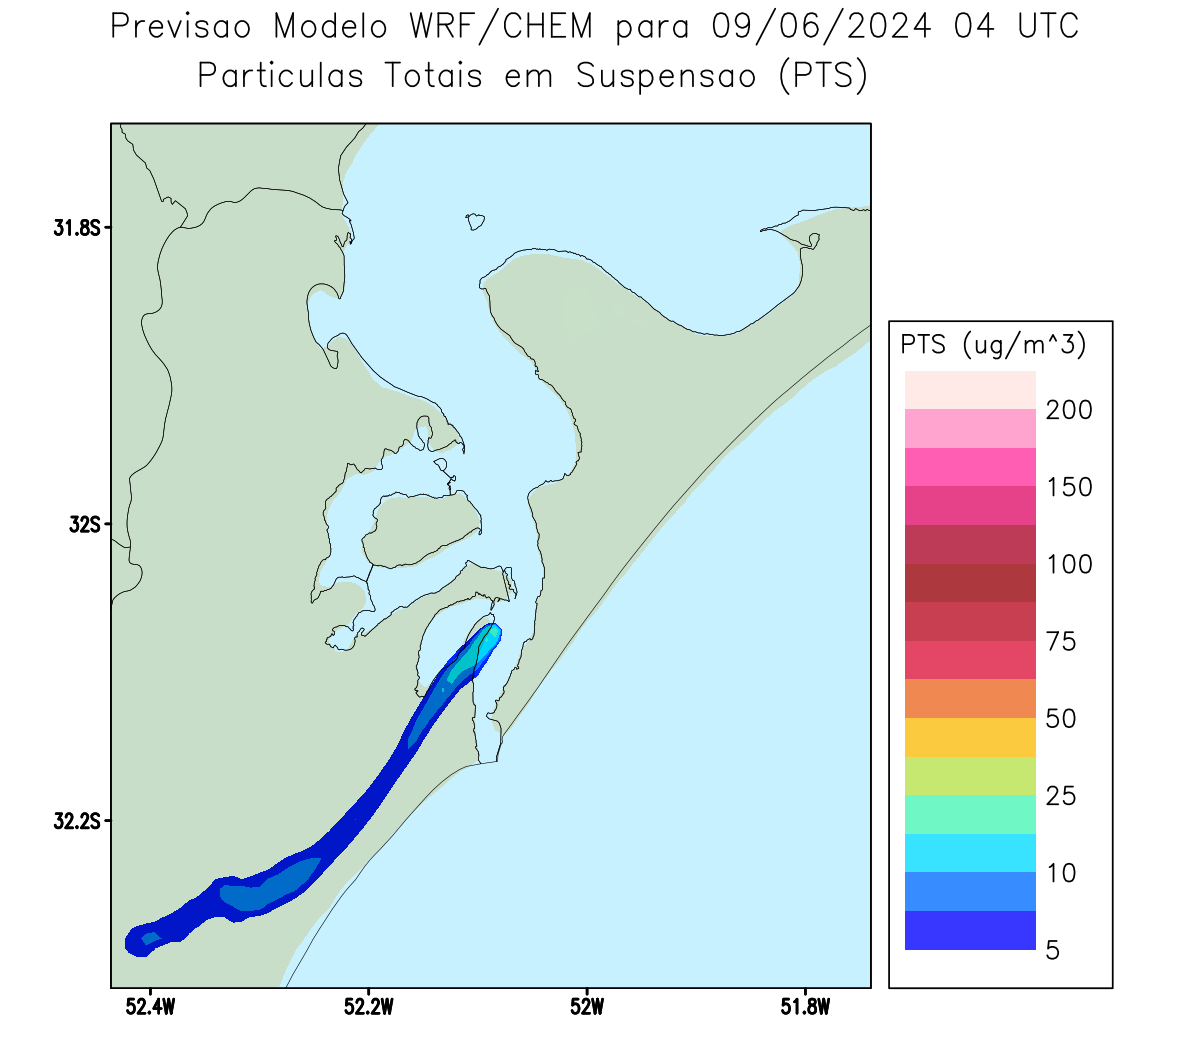 Previsao Modelo WRF/CHEM para 09/06/2024 04 UTC
Particulas Totais em Suspensao (PTS)
31.8S
32S
32.2S
52.4W
52.2W
52W
51.8W
PTS (ug/m^3)
200
150
100
75
50
25
10
5